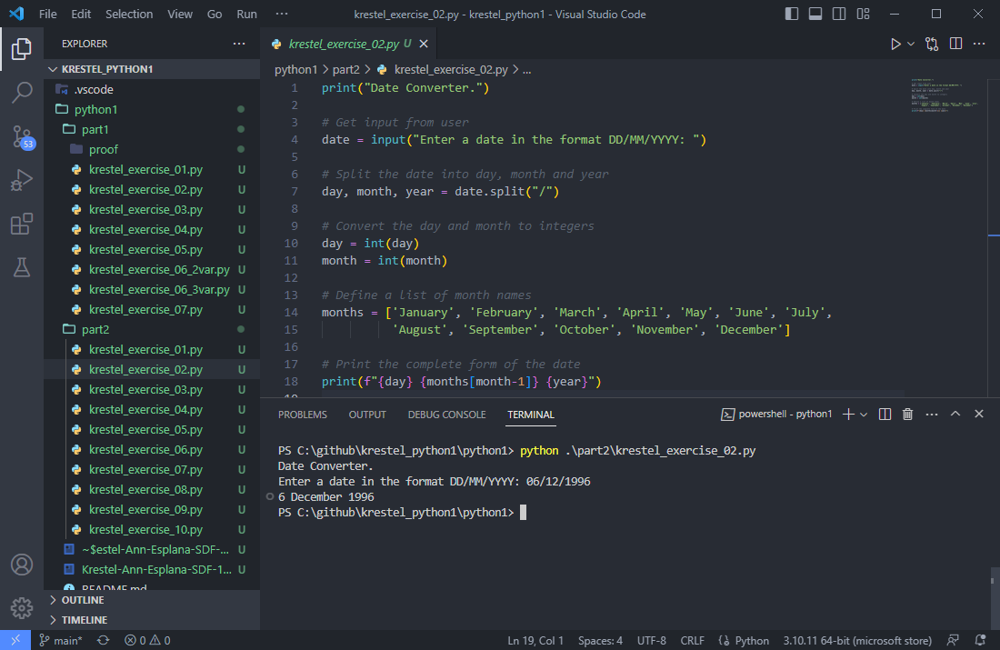 File Edit Selection View Go Run ··· krestel_exercise_02.py - krestel_python1 - Visual Studio Code
EXPLORER ···
KRESTEL_PYTHON1
.vscode
python1
part1
proof
krestel_exercise_01.py U
krestel_exercise_02.py U
krestel_exercise_03.py U
krestel_exercise_04.py U
krestel_exercise_05.py U
krestel_exercise_06_2var.py U
krestel_exercise_06_3var.py U
krestel_exercise_07.py U
part2
krestel_exercise_01.py U
krestel_exercise_02.py U
krestel_exercise_03.py U
krestel_exercise_04.py U
krestel_exercise_05.py U
krestel_exercise_06.py U
krestel_exercise_07.py U
krestel_exercise_08.py U
krestel_exercise_09.py U
krestel_exercise_10.py U
~$estel-Ann-Esplana-SDF-... U
Krestel-Ann-Esplana-SDF-1... U
README.md
OUTLINE
TIMELINE
53
krestel_exercise_02.py U
python1 > part2 > krestel_exercise_02.py > ...
1 print("Date Converter.")
2
3 # Get input from user
4 date = input("Enter a date in the format DD/MM/YYYY: ")
5
6 # Split the date into day, month and year
7 day, month, year = date.split("/")
8
9 # Convert the day and month to integers
10 day = int(day)
11 month = int(month)
12
13 # Define a list of month names
14 months = ['January', 'February', 'March', 'April', 'May', 'June', 'July',
15 'August', 'September', 'October', 'November', 'December']
16
17 # Print the complete form of the date
18 print(f"{day} {months[month-1]} {year}")
19
PROBLEMS OUTPUT DEBUG CONSOLE TERMINAL powershell - python1
PS C:\github\krestel_python1\python1> python .\part2\krestel_exercise_02.py
Date Converter.
Enter a date in the format DD/MM/YYYY: 06/12/1996
6 December 1996
PS C:\github\krestel_python1\python1>
main* 0 0 Ln 19, Col 1 Spaces: 4 UTF-8 CRLF Python 3.10.11 64-bit (microsoft store)